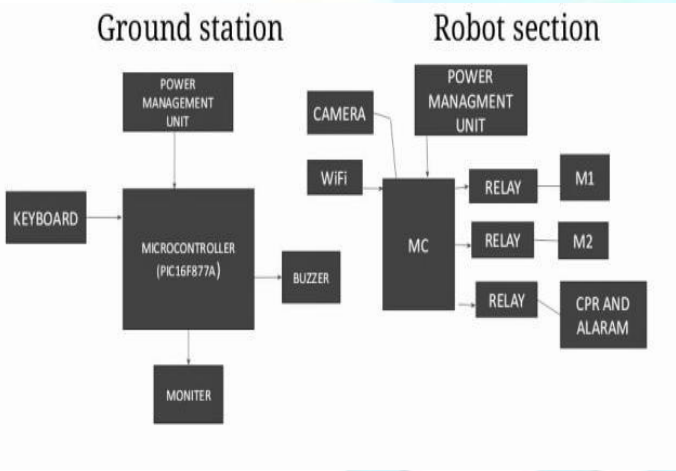 Ground station
POWER
MANAGEMENT
UNIT
KEYBOARD
MICROCONTROLLER
(PIC16F877A)
BUZZER
MONITER
Robot section
CAMERA
POWER
MANAGMENT
UNIT
WiFi
MC
RELAY
M1
RELAY
M2
RELAY
CPR AND
ALARAM